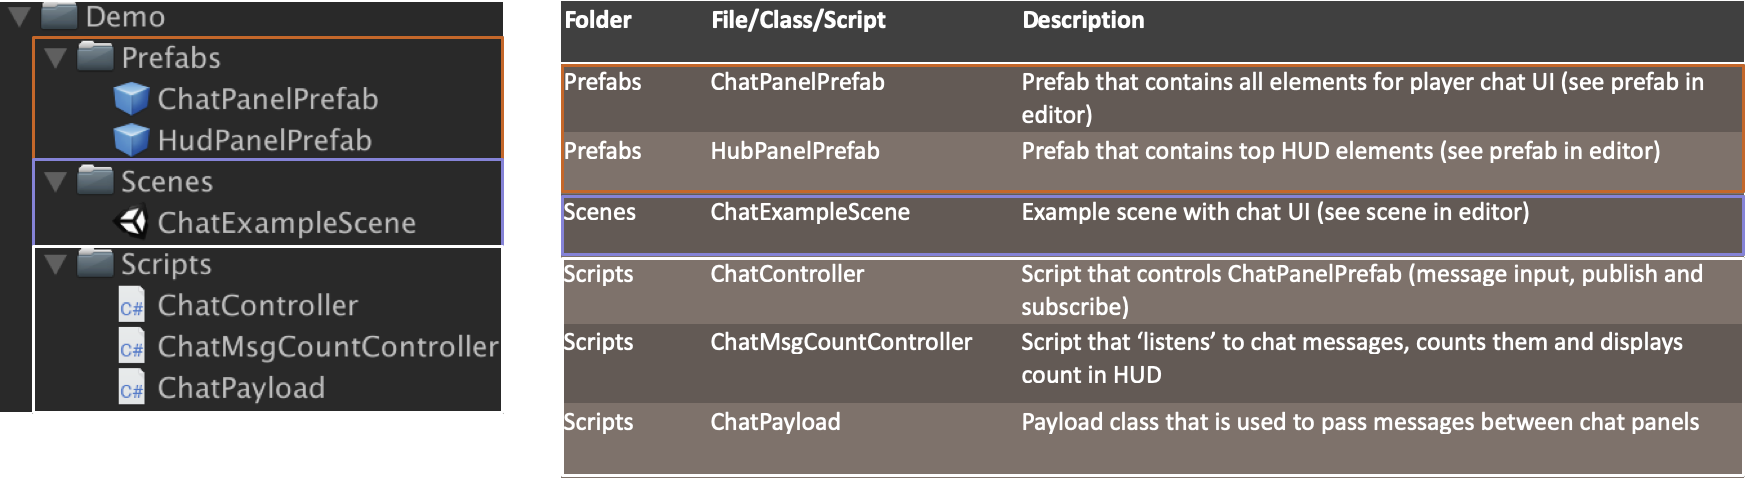 Demo
Prefabs
ChatPanelPrefab
HudPanelPrefab
Scenes
ChatExampleScene
Scripts
C# ChatController
C# ChatMsgCountController
C# ChatPayload
Folder File/Class/Script Description
Prefabs ChatPanelPrefab Prefab that contains all elements for player chat UI (see prefab in
editor)
Prefabs HubPanelPrefab Prefab that contains top HUD elements (see prefab in editor)
Scenes ChatExampleScene Example scene with chat UI (see scene in editor)
Scripts ChatController Script that controls ChatPanelPrefab (message input, publish and
subscribe)
Scripts ChatMsgCountController Script that ‘listens’ to chat messages, counts them and displays
count in HUD
Scripts ChatPayload Payload class that is used to pass messages between chat panels